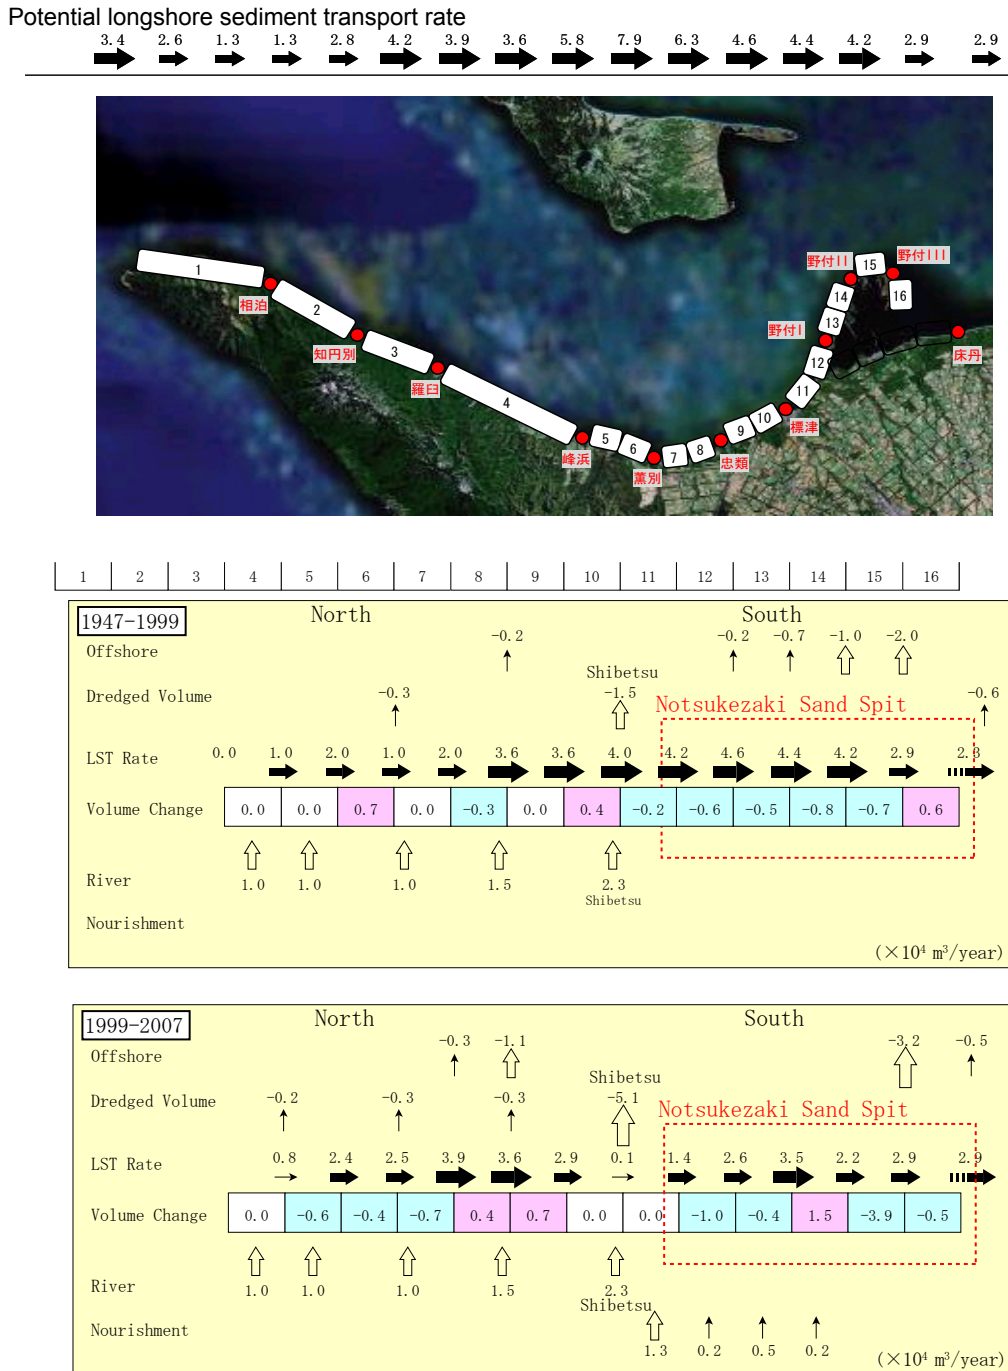 Potential longshore sediment transport rate
3.4 2.6 1.3 1.3 2.8 4.2 3.9 3.6 5.8 7.9 6.3 4.6 4.4 4.2 2.9 2.9
1
相泊
2
知円別
3
羅臼
4
峰浜
5
6
薫別
7
8
忠類
9
10
標津
11
12
野付I
13
14
野付II
15
野付III
16
床丹
1 2 3 4 5 6 7 8 9 10 11 12 13 14 15 16
1947-1999
North South
Offshore
-0.2 -0.2 -0.7 -1.0 -2.0
Shibetsu
Dredged Volume -0.3 -1.5 -0.6
Notsukezaki Sand Spit
LST Rate 0.0 1.0 2.0 1.0 2.0 3.6 3.6 4.0 4.2 4.6 4.4 4.2 2.9 2.3
Volume Change 0.0 0.0 0.7 0.0 -0.3 0.0 0.4 -0.2 -0.6 -0.5 -0.8 -0.7 0.6
River 1.0 1.0 1.0 1.5 2.3
Shibetsu
Nourishment
(×10⁴ m³/year)
1999-2007
North South
Offshore -0.3 -1.1 -3.2 -0.5
Shibetsu
Dredged Volume -0.2 -0.3 -0.3 -5.1
Notsukezaki Sand Spit
LST Rate 0.8 2.4 2.5 3.9 3.6 2.9 0.1 1.4 2.6 3.5 2.2 2.9 2.9
Volume Change 0.0 -0.6 -0.4 -0.7 0.4 0.7 0.0 0.0 -1.0 -0.4 1.5 -3.9 -0.5
River 1.0 1.0 1.0 1.5 2.3
Shibetsu
Nourishment 1.3 0.2 0.5 0.2
(×10⁴ m³/year)